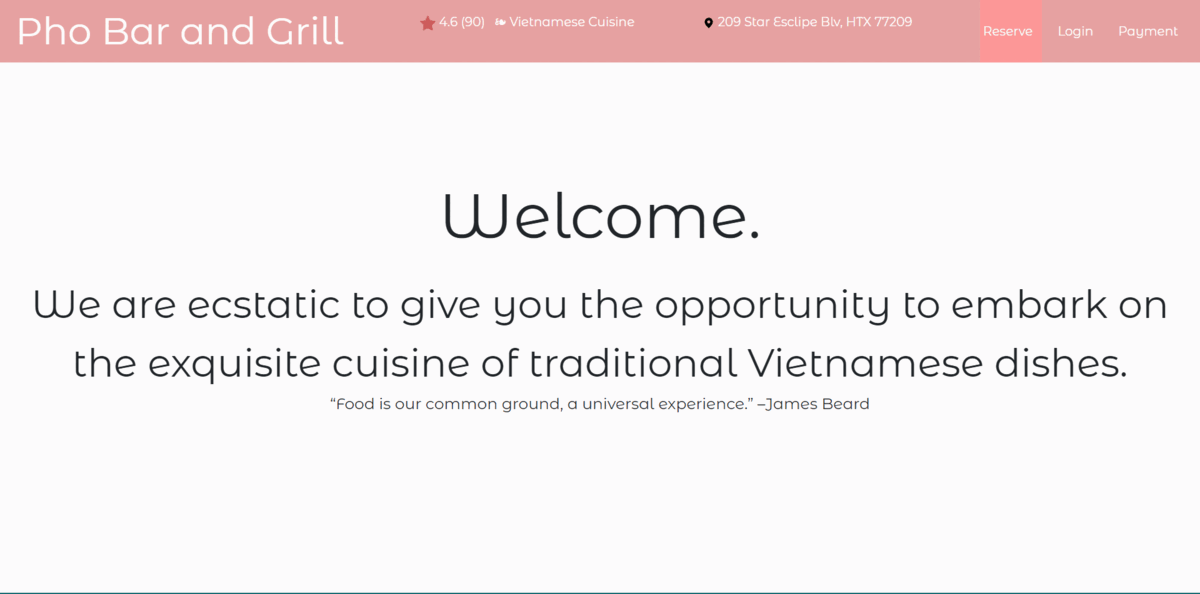 Pho Bar and Grill
4.6 (90) Vietnamese Cuisine
209 Star Esclipe Blv, HTX 77209
Reserve Login Payment
Welcome.
We are ecstatic to give you the opportunity to embark on
the exquisite cuisine of traditional Vietnamese dishes.
“Food is our common ground, a universal experience.” –James Beard